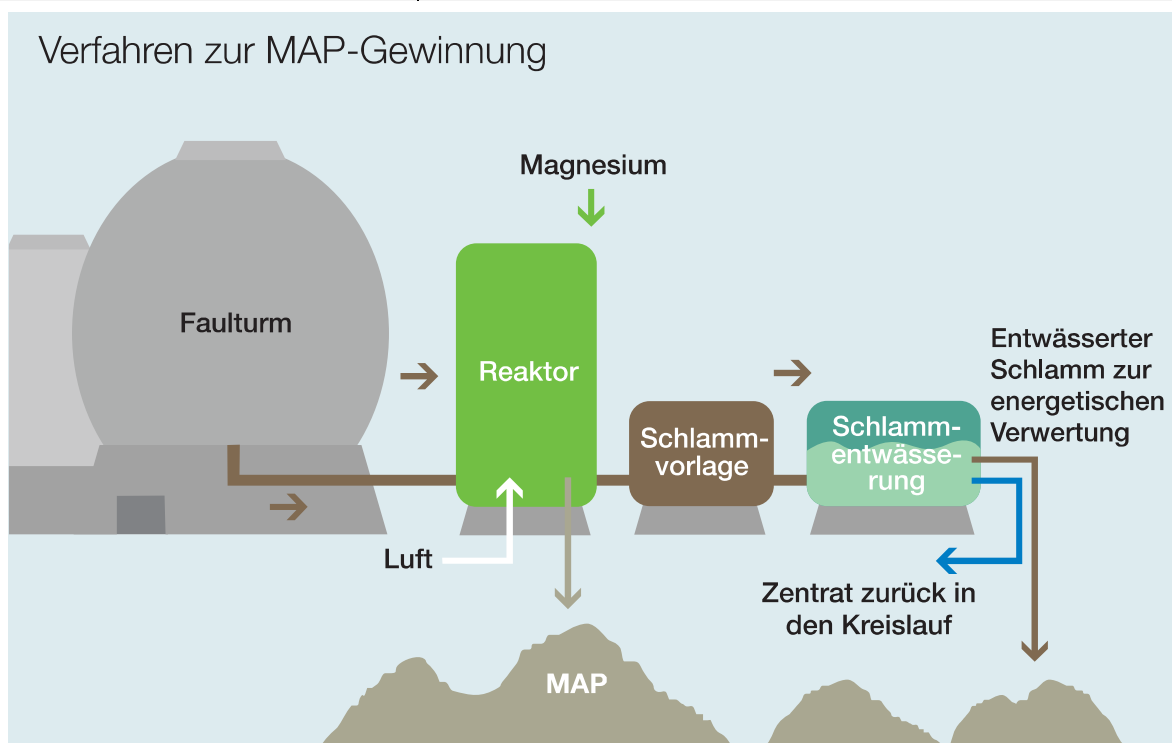 Verfahren zur MAP-Gewinnung
Magnesium
Faulturm
Reaktor
Schlamm-
vorlage
Schlamm-
entwässe-
rung
Entwässerter
Schlamm zur
energetischen
Verwertung
Luft
Zentrat zurück in
den Kreislauf
MAP